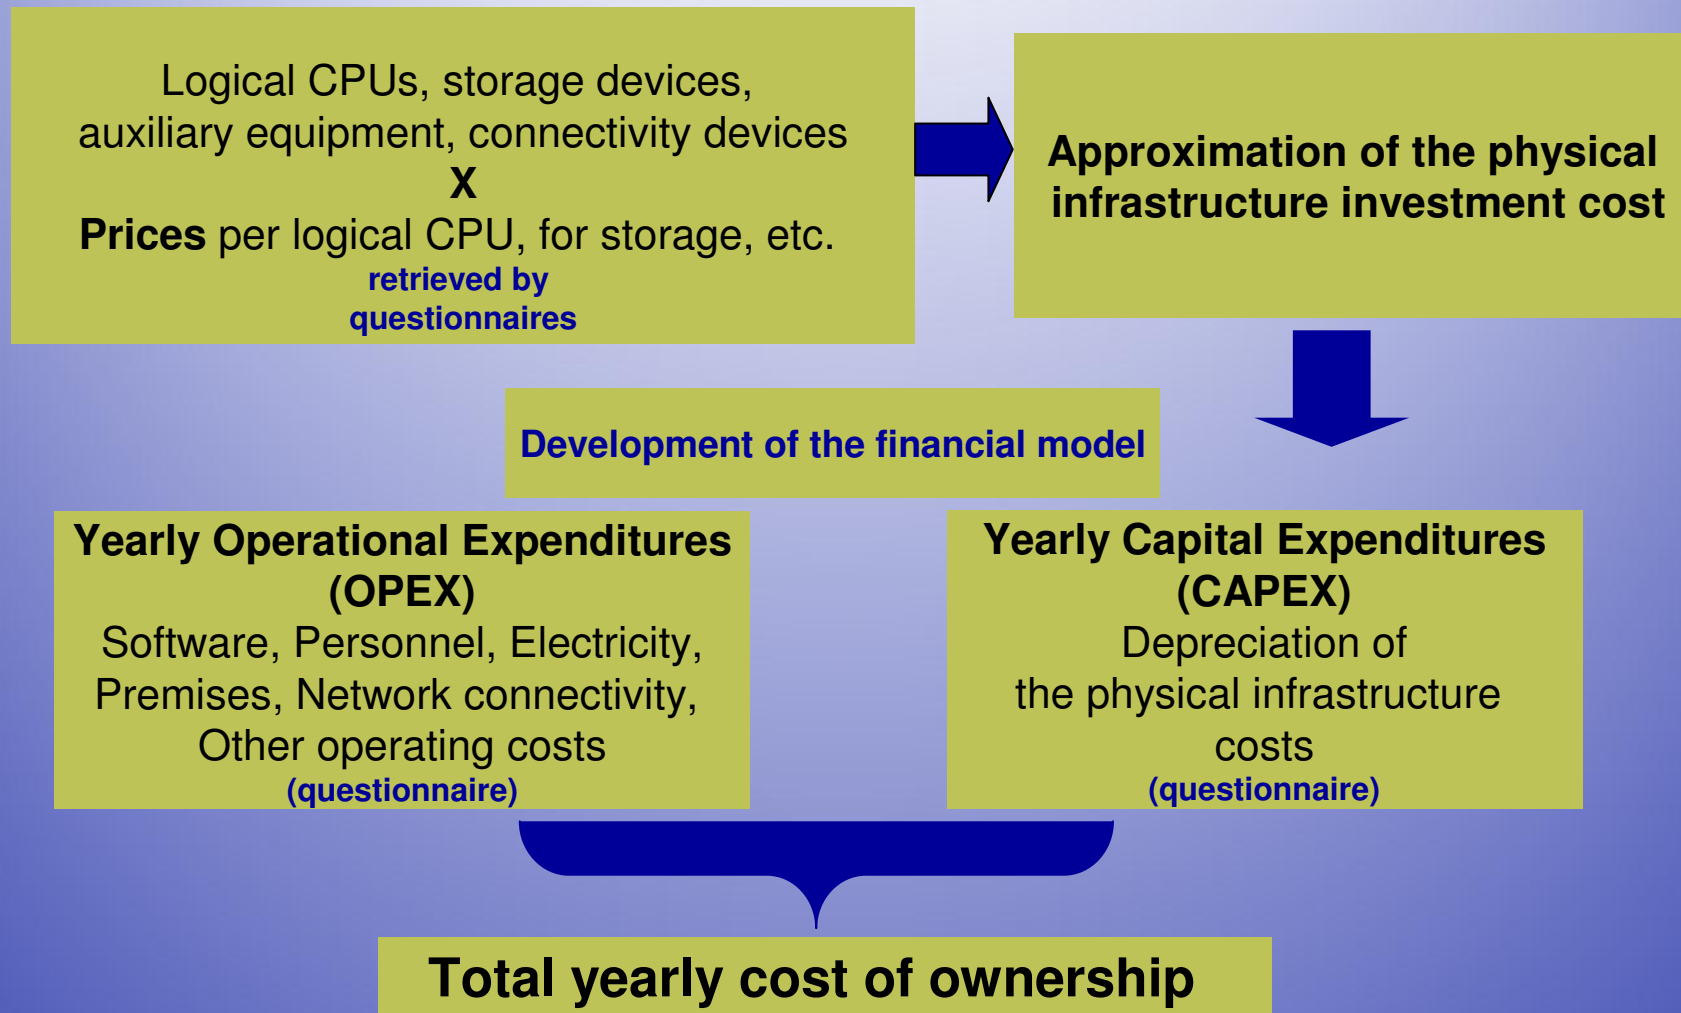 Logical CPUs, storage devices,
auxiliary equipment, connectivity devices
X
Prices per logical CPU, for storage, etc.
retrieved by
questionnaires
Approximation of the physical
infrastructure investment cost
Development of the financial model
Yearly Operational Expenditures
(OPEX)
Software, Personnel, Electricity,
Premises, Network connectivity,
Other operating costs
(questionnaire)
Yearly Capital Expenditures
(CAPEX)
Depreciation of
the physical infrastructure
costs
(questionnaire)
Total yearly cost of ownership